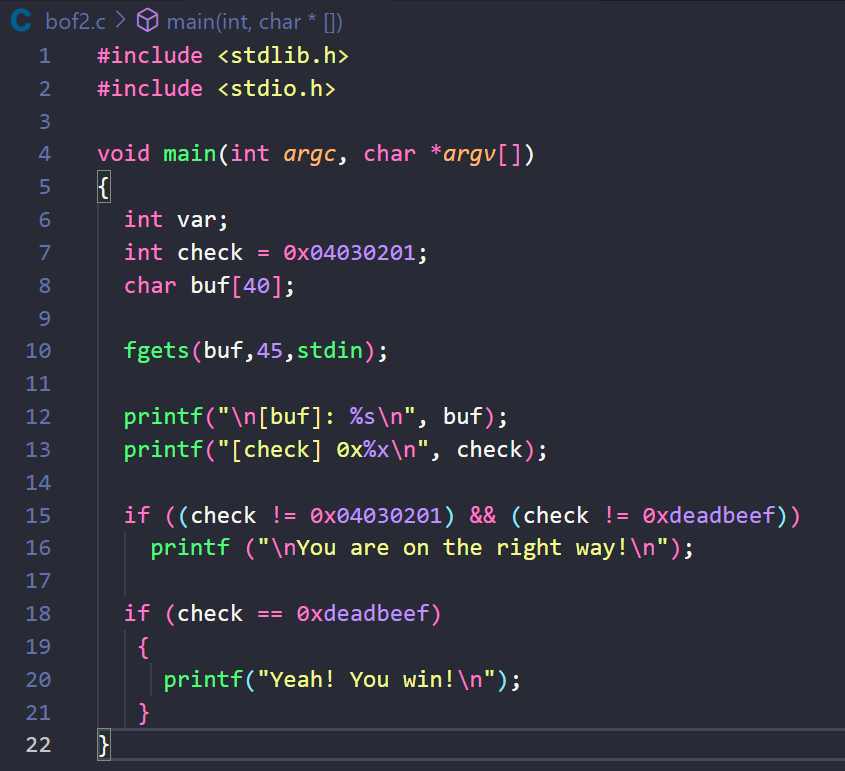 C bof2.c > main(int, char * [])
1 #include <stdlib.h>
2 #include <stdio.h>
3
4 void main(int argc, char *argv[])
5 {
6 int var;
7 int check = 0x04030201;
8 char buf[40];
9
10 fgets(buf,45,stdin);
11
12 printf("\n[buf]: %s\n", buf);
13 printf("[check] 0x%x\n", check);
14
15 if ((check != 0x04030201) && (check != 0xdeadbeef))
16 printf ("\nYou are on the right way!\n");
17
18 if (check == 0xdeadbeef)
19 {
20 printf("Yeah! You win!\n");
21 }
22 }